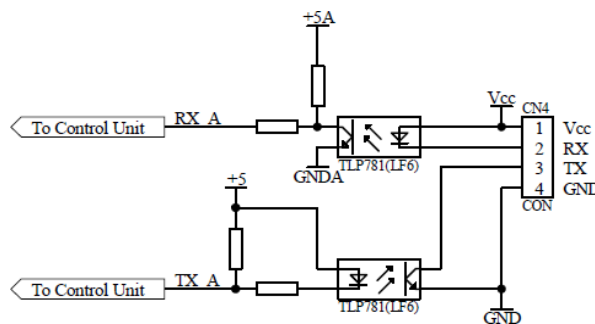 +5A
Vcc
CN4
To Control Unit
RX_A
1 Vcc
2 RX
3 TX
4 GND
CON
GNDA
TLP781(LF6)
+5
To Control Unit
TX_A
TLP781(LF6)
GND